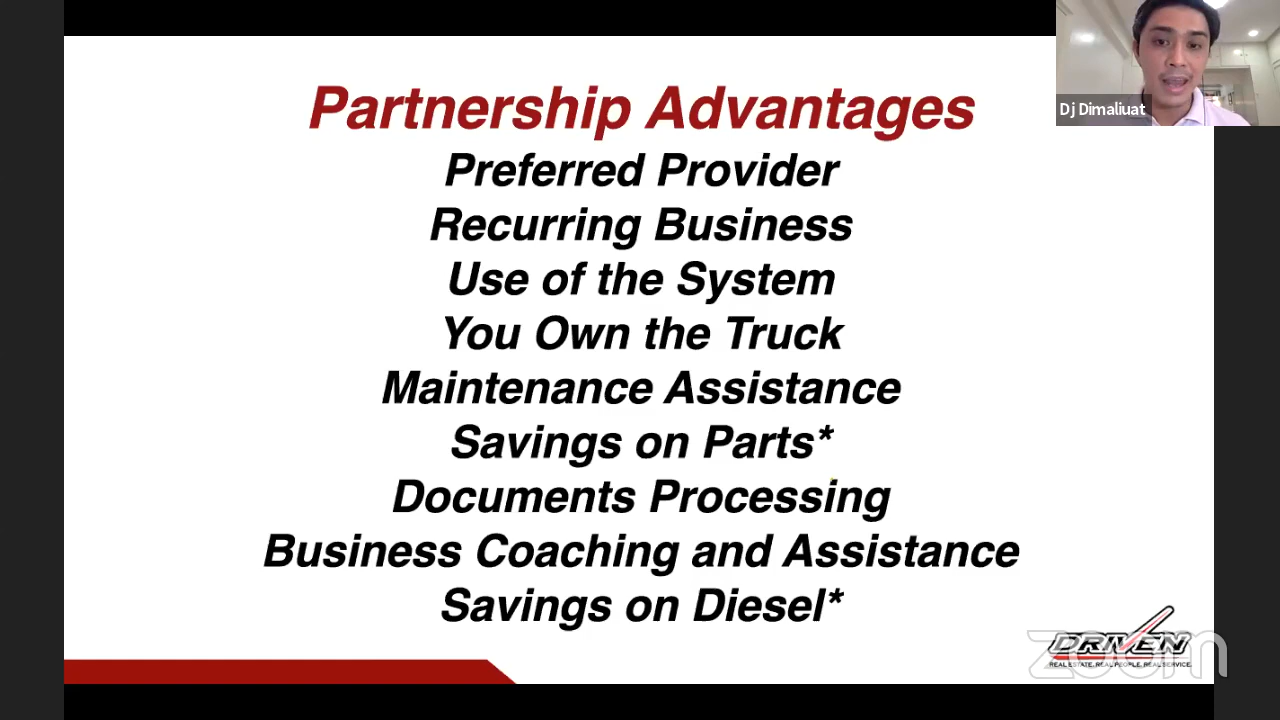 Partnership Advantages
Preferred Provider
Recurring Business
Use of the System
You Own the Truck
Maintenance Assistance
Savings on Parts*
Documents Processing
Business Coaching and Assistance
Savings on Diesel*
Dj Dimaliuat
DRIVEN
REAL ESTATE. REAL PEOPLE. REAL SERVICE.
zoom